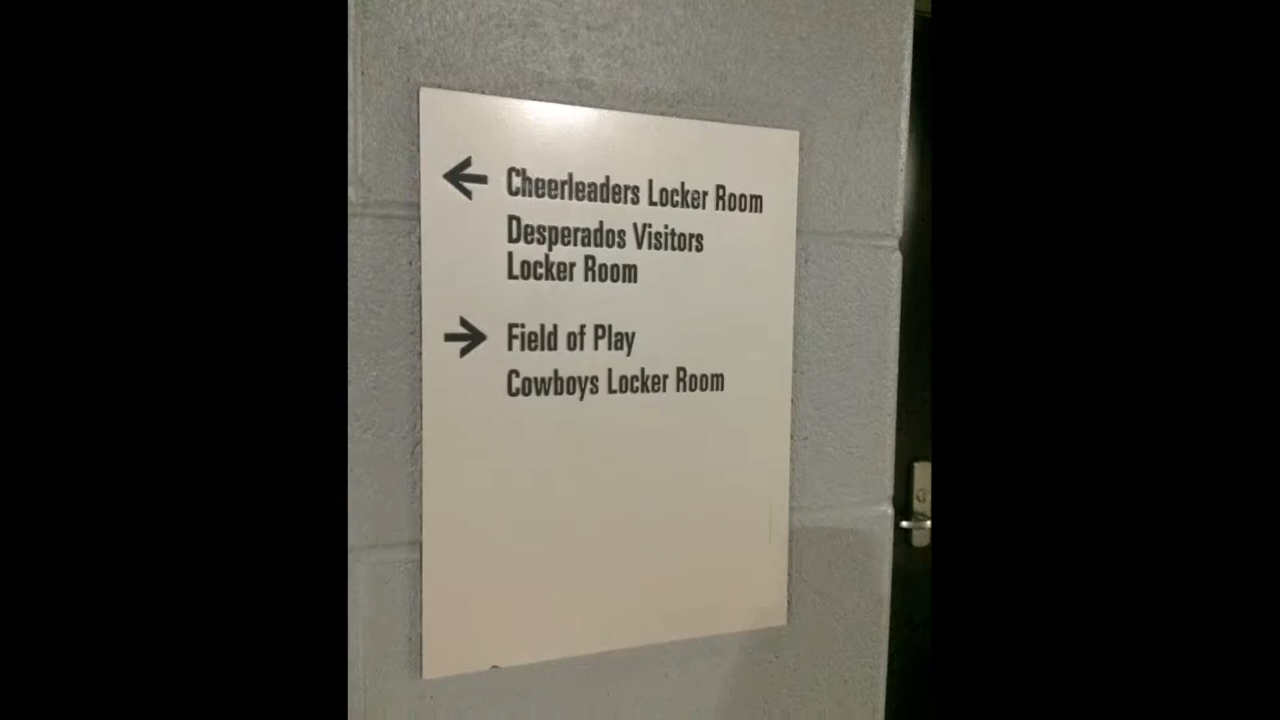 ← Cheerleaders Locker Room
Desperados Visitors
Locker Room
→ Field of Play
Cowboys Locker Room